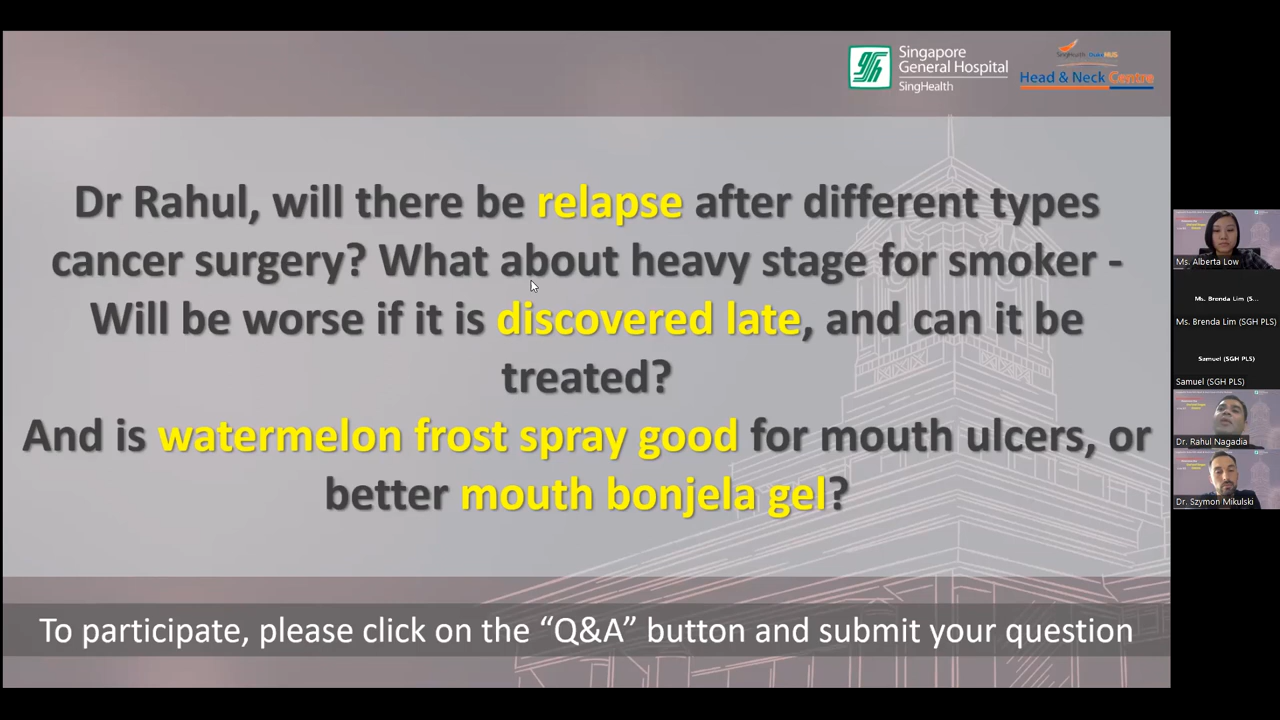 Singapore
General Hospital
SingHealth
Head & Neck Centre
Dr Rahul, will there be relapse after different types
cancer surgery? What about heavy stage for smoker -
Will be worse if it is discovered late, and can it be
treated?
And is watermelon frost spray good for mouth ulcers, or
better mouth bonjela gel?
To participate, please click on the “Q&A” button and submit your question
Ms. Alberta Low
Ms. Brenda Lim (S...
Ms. Brenda Lim (SGH PLS)
Samuel (SGH PLS)
Samuel (SGH PLS)
Dr. Rahul Nagadia
Dr. Szymon Mikulski